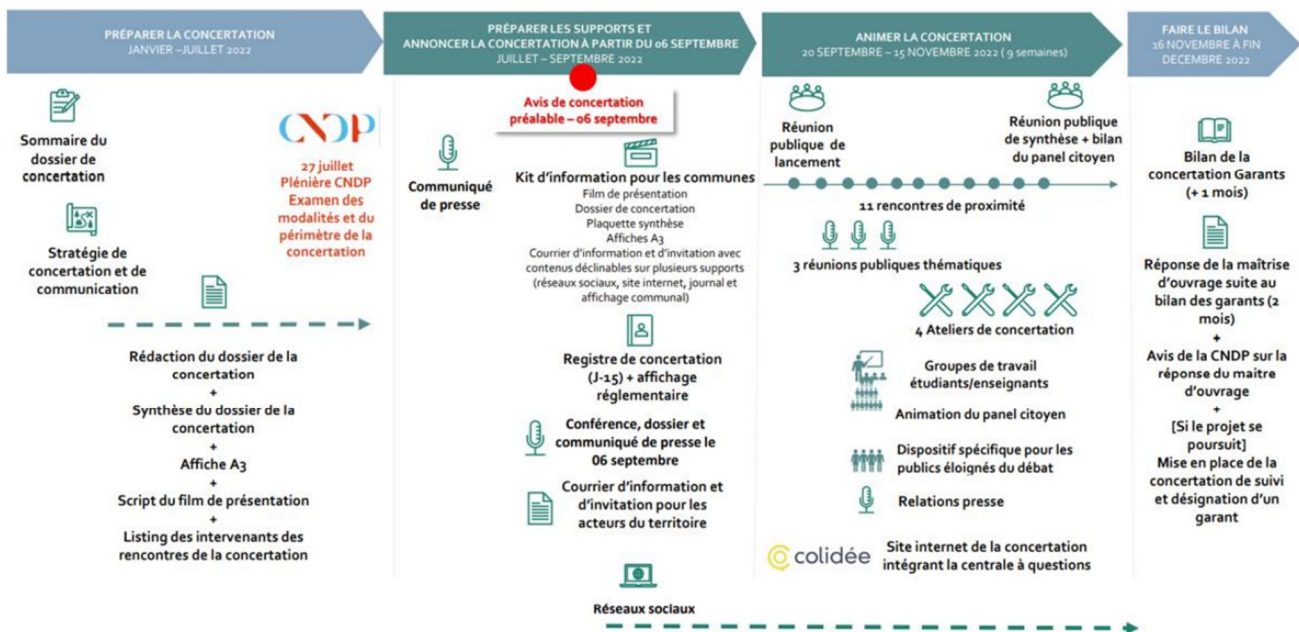 PRÉPARER LA CONCERTATION
JANVIER –JUILLET 2022
Sommaire du
dossier de
concertation
CNDP
27 juillet
Plénière CNDP
Examen des
modalités et du
périmètre de la
concertation
Stratégie de
concertation et de
communication
Rédaction du dossier de la
concertation
+
Synthèse du dossier de la
concertation
+
Affiche A3
+
Script du film de présentation
+
Listing des intervenants des
rencontres de la concertation
PRÉPARER LES SUPPORTS ET
ANNONCER LA CONCERTATION À PARTIR DU 06 SEPTEMBRE
JUILLET – SEPTEMBRE 2022
Avis de concertation
préalable – 06 septembre
Communiqué
de presse
Kit d'information pour les communes
Film de présentation
Dossier de concertation
Plaquette synthèse
Affiches A3
Courrier d'information et d'invitation avec
contenus déclinables sur plusieurs supports
(réseaux sociaux, site internet, journal et
affichage communal)
Registre de concertation
(J-15) + affichage
réglementaire
Conférence, dossier et
communiqué de presse le
06 septembre
Courrier d'information et
d'invitation pour les
acteurs du territoire
Réseaux sociaux
ANIMER LA CONCERTATION
20 SEPTEMBRE – 15 NOVEMBRE 2022 ( 9 semaines)
Réunion
publique de
lancement
Réunion publique
de synthèse + bilan
du panel citoyen
11 rencontres de proximité
3 réunions publiques thématiques
4 Ateliers de concertation
Groupes de travail
étudiants/enseignants
Animation du panel citoyen
Dispositif spécifique pour les
publics éloignés du débat
Relations presse
colidée
Site internet de la concertation
intégrant la centrale à questions
FAIRE LE BILAN
16 NOVEMBRE À FIN
DECEMBRE 2022
Bilan de la
concertation Garants
(+ 1 mois)
Réponse de la maîtrise
d'ouvrage suite au
bilan des garants (2
mois)
+
Avis de la CNDP sur la
réponse du maitre
d'ouvrage
+
[Si le projet se
poursuit]
Mise en place de la
concertation de suivi
et désignation d'un
garant